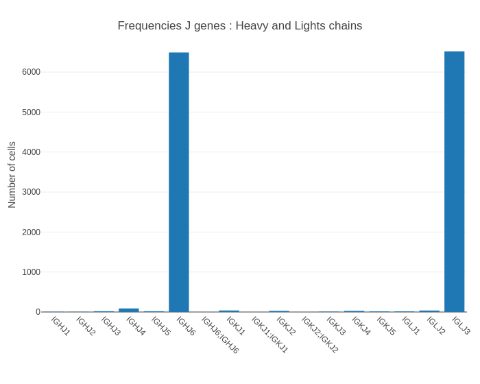 Frequencies J genes : Heavy and Lights chains
Number of cells
6000
5000
4000
3000
2000
1000
0
IGHJ1
IGHJ2
IGHJ3
IGHJ4
IGHJ5
IGHJ6
IGHJ6;IGHJ6
IGKJ1
IGKJ1;IGKJ1
IGKJ2
IGKJ2;IGKJ2
IGKJ3
IGKJ4
IGKJ5
IGLJ1
IGLJ2
IGLJ3